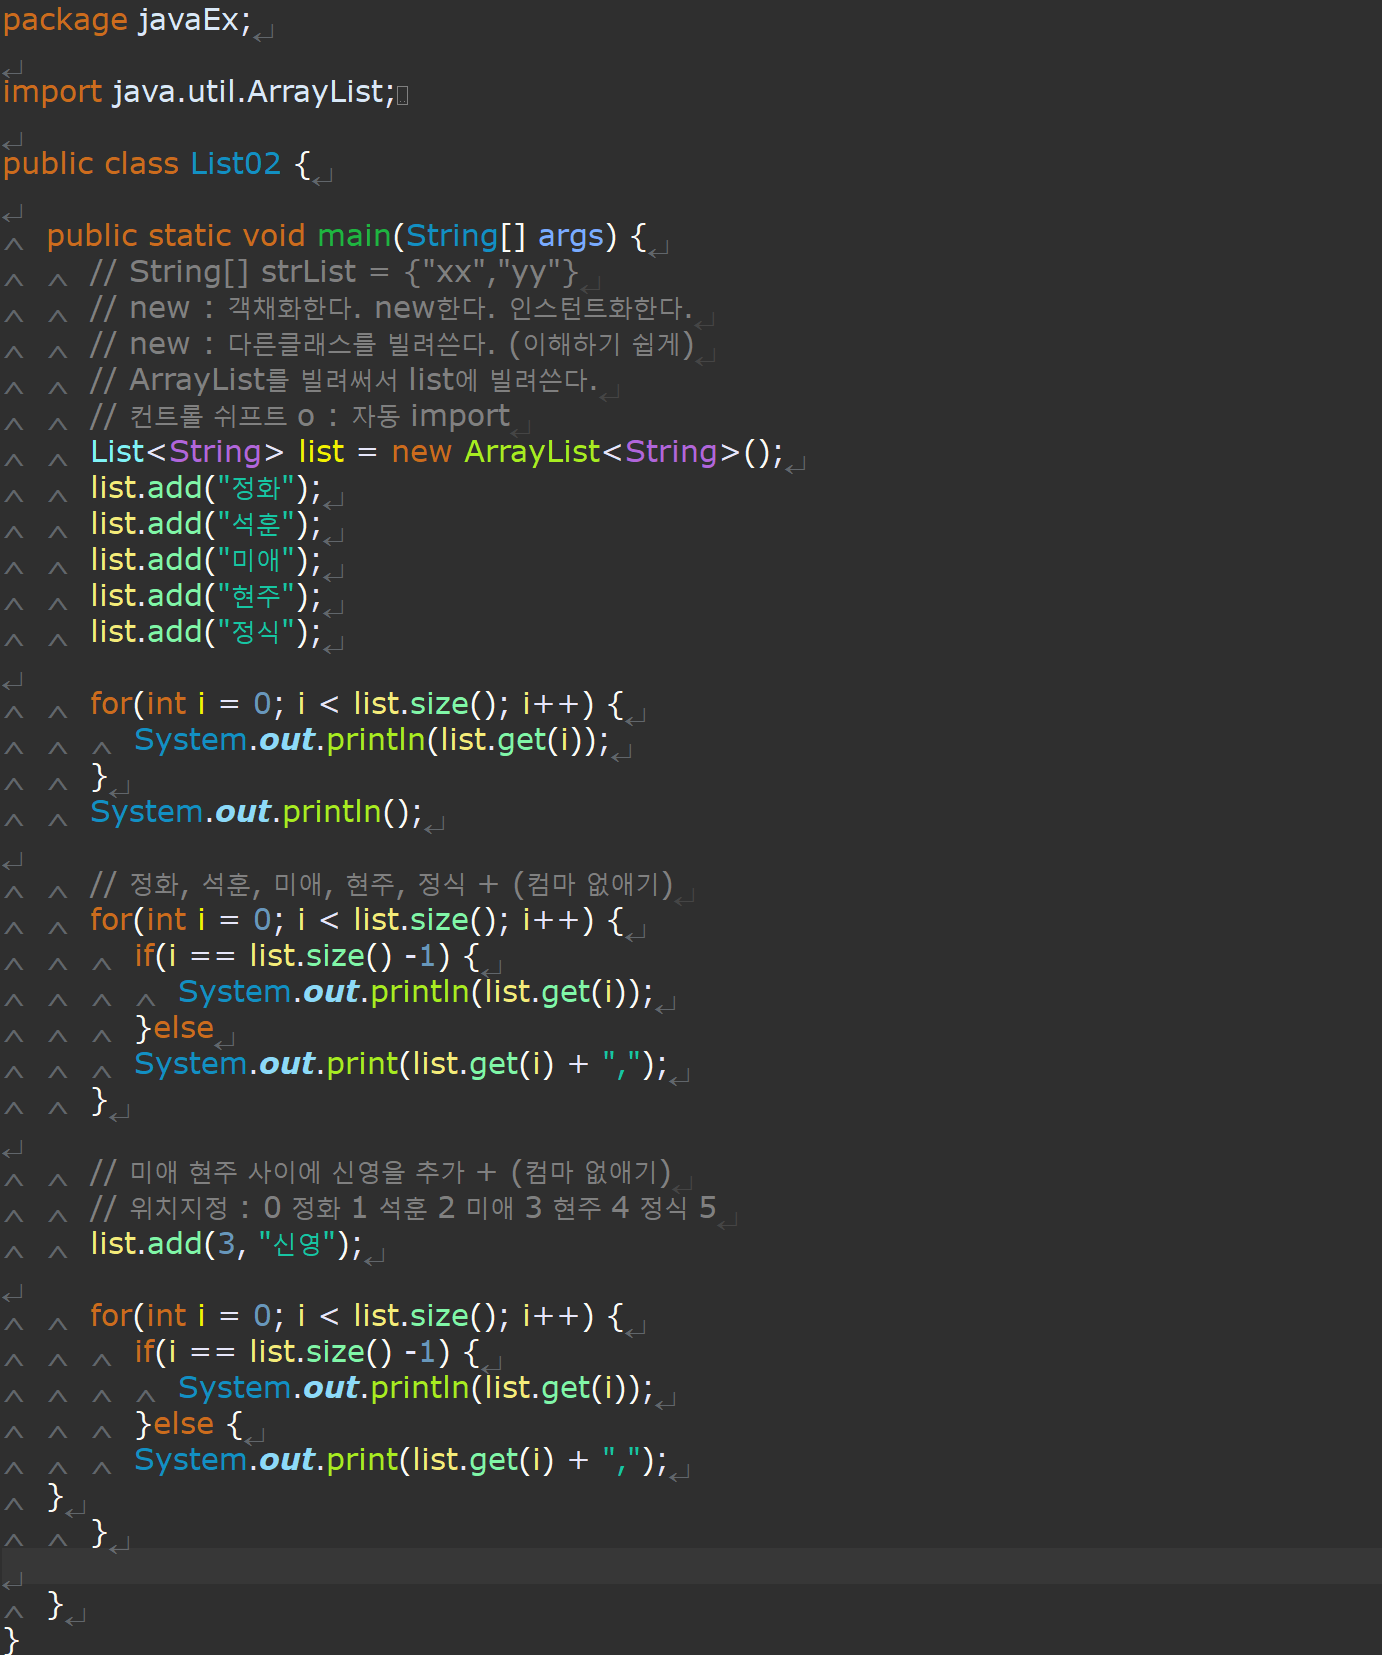 package javaEx;
import java.util.ArrayList;
public class List02 {
public static void main(String[] args) {
// String[] strList = {"xx","yy"}
// new : 객채화한다. new한다. 인스턴트화한다.
// new : 다른클래스를 빌려쓴다. (이해하기 쉽게)
// ArrayList를 빌려써서 list에 빌려쓴다.
// 컨트롤 쉬프트 o : 자동 import
List<String> list = new ArrayList<String>();
list.add("정화");
list.add("석훈");
list.add("미애");
list.add("현주");
list.add("정식");
for(int i = 0; i < list.size(); i++) {
System.out.println(list.get(i));
}
System.out.println();
// 정화, 석훈, 미애, 현주, 정식 + (컴마 없애기)
for(int i = 0; i < list.size(); i++) {
if(i == list.size() -1) {
System.out.println(list.get(i));
}else
System.out.print(list.get(i) + ",");
}
// 미애 현주 사이에 신영을 추가 + (컴마 없애기)
// 위치지정 : 0 정화 1 석훈 2 미애 3 현주 4 정식 5
list.add(3, "신영");
for(int i = 0; i < list.size(); i++) {
if(i == list.size() -1) {
System.out.println(list.get(i));
}else {
System.out.print(list.get(i) + ",");
}
}
}
}